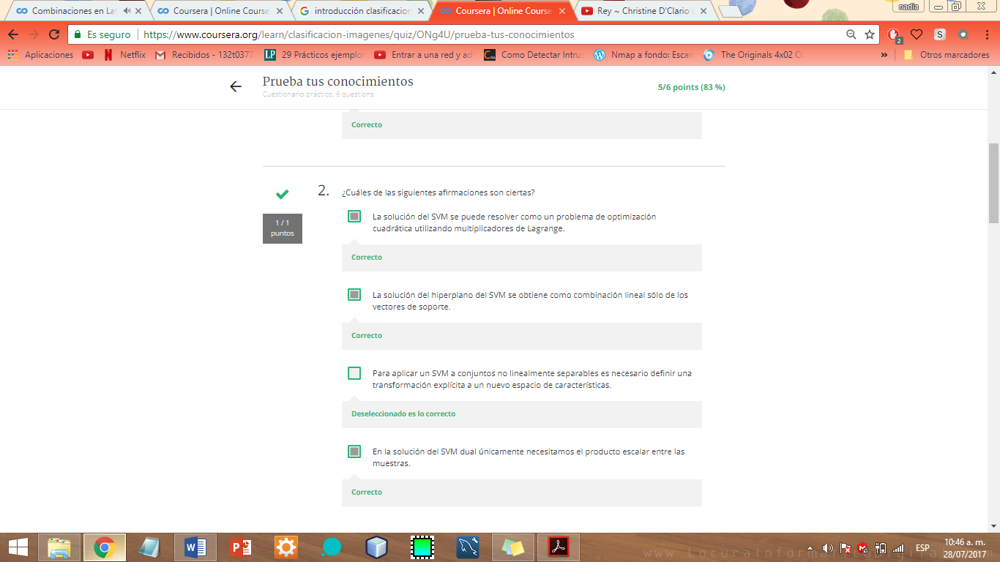 Combinaciones en Lat
Coursera | Online Course
introducción clasificacion
Coursera | Online Course
Rey ~ Christine D'Clario
nadia
Es seguro
https://www.coursera.org/learn/clasificacion-imagenes/quiz/ONg4U/prueba-tus-conocimientos
2
Aplicaciones
Netflix
Recibidos - 132t0377
29 Prácticos ejemplo
Entrar a una red y ad
Como Detectar Intrus
Nmap a fondo: Escan
The Originals 4x02 O
»
Otros marcadores
Prueba tus conocimientos
Cuestionario práctico, 6 questions
5/6 points (83 %)
Correcto
1 / 1
puntos
2.
¿Cuáles de las siguientes afirmaciones son ciertas?
La solución del SVM se puede resolver como un problema de optimización
cuadrática utilizando multiplicadores de Lagrange.
Correcto
La solución del hiperplano del SVM se obtiene como combinación lineal sólo de los
vectores de soporte.
Correcto
Para aplicar un SVM a conjuntos no linealmente separables es necesario definir una
transformación explícita a un nuevo espacio de características.
Deseleccionado es lo correcto
En la solución del SVM dual únicamente necesitamos el producto escalar entre las
muestras.
Correcto
ESP
10:46 a. m.
28/07/2017